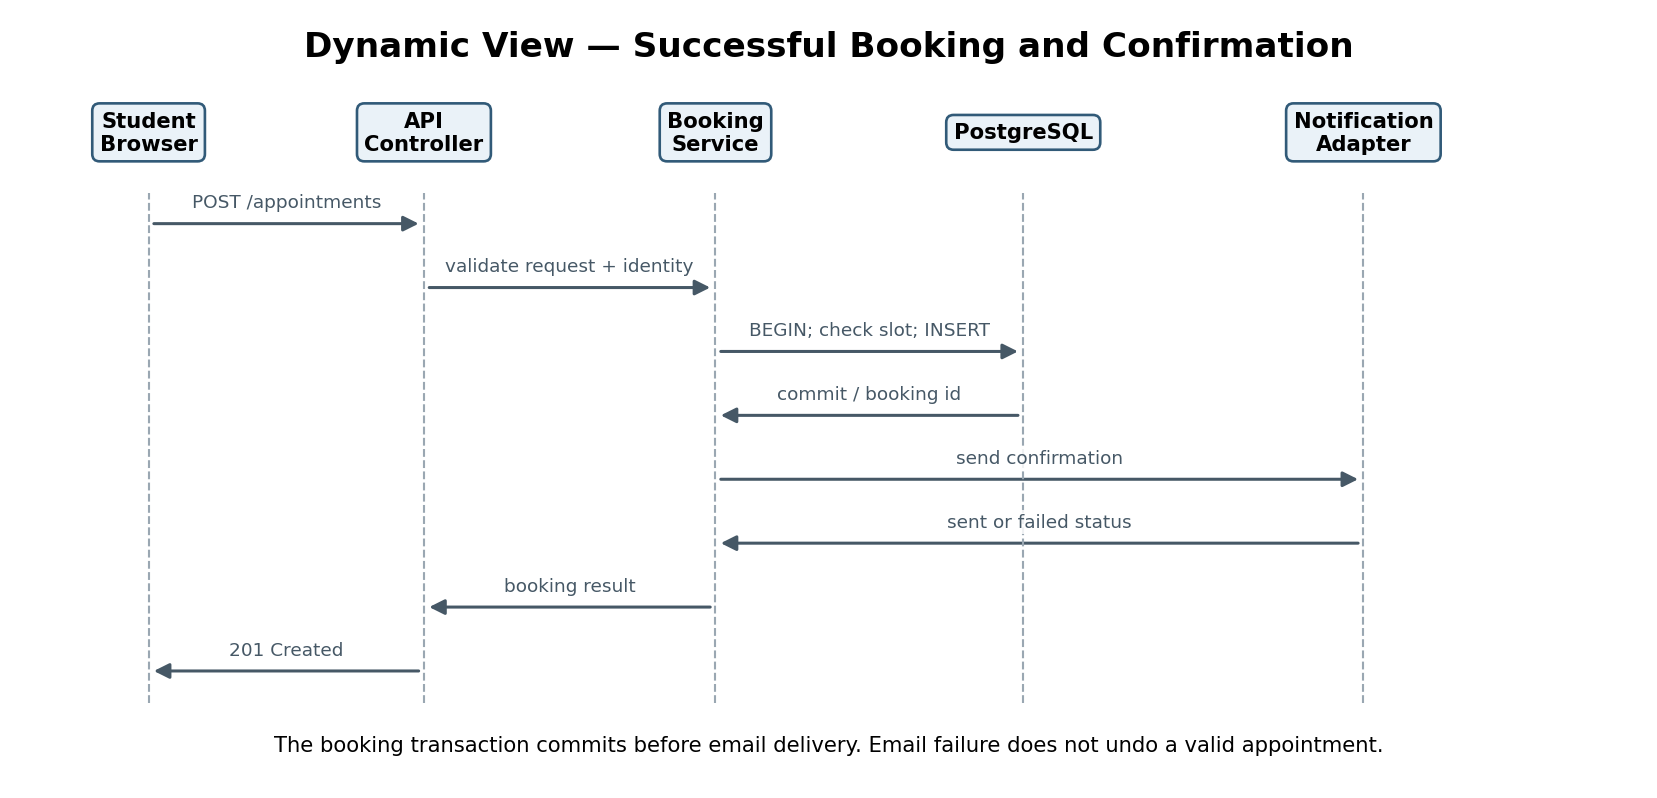 Dynamic View — Successful Booking and Confirmation
Student
Browser
API
Controller
Booking
Service
PostgreSQL
Notification
Adapter
POST /appointments
validate request + identity
BEGIN; check slot; INSERT
commit / booking id
send confirmation
sent or failed status
booking result
201 Created
The booking transaction commits before email delivery. Email failure does not undo a valid appointment.